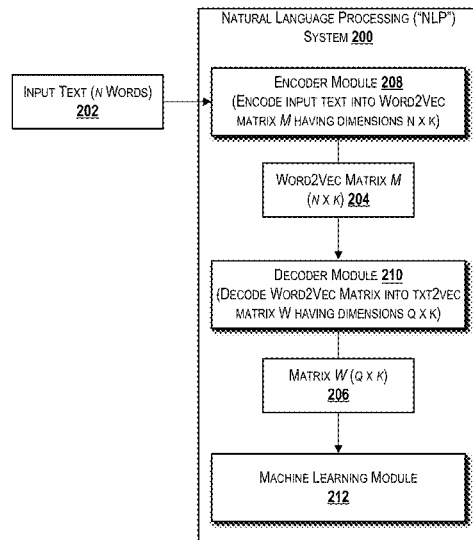 NATURAL LANGUAGE PROCESSING ("NLP")
SYSTEM 200
INPUT TEXT (N WORDS)
202
ENCODER MODULE 208
(ENCODE INPUT TEXT INTO WORD2VEC
MATRIX M HAVING DIMENSIONS N X K)
WORD2VEC MATRIX M
(N X K) 204
DECODER MODULE 210
(DECODE WORD2VEC MATRIX INTO TXT2VEC
MATRIX W HAVING DIMENSIONS Q X K)
MATRIX W (Q X K)
206
MACHINE LEARNING MODULE
212